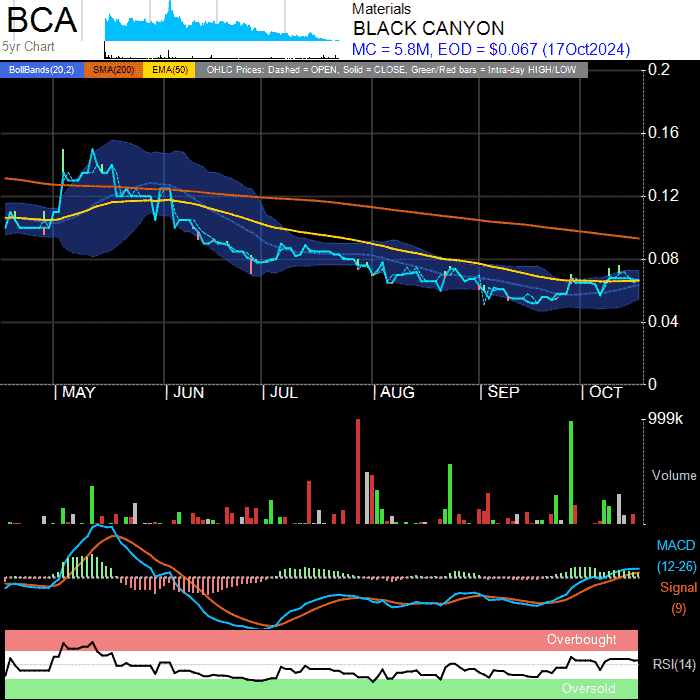 BCA
5yr Chart
Materials
BLACK CANYON
MC = 5.8M, EOD = $0.067 (17Oct2024)
BollBands(20,2) SMA(200) EMA(50) OHLC Prices: Dashed = OPEN, Solid = CLOSE, Green/Red bars = Intra-day HIGH/LOW
0.2
0.16
0.12
0.08
0.04
0
MAY JUN JUL AUG SEP OCT
999k
Volume
MACD
(12-26)
Signal
(9)
Overbought
RSI(14)
Oversold